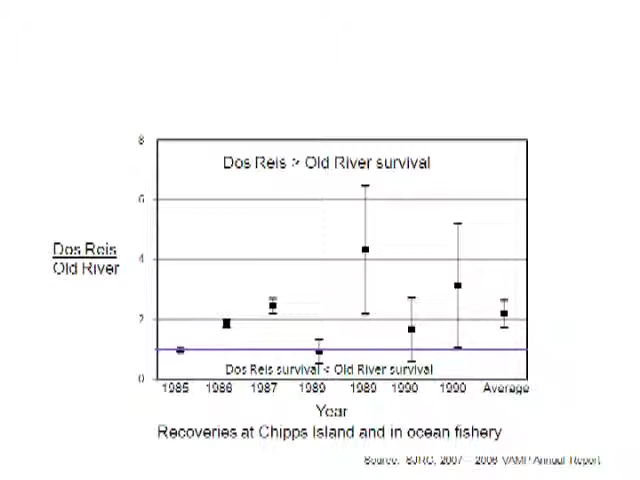 8
Dos Reis > Old River survival
6
4
Dos Reis
Old River
2
0
Dos Reis survival < Old River survival
1985 1986 1987 1989 1989 1990 1990 Average
Year
Recoveries at Chipps Island and in ocean fishery
Source: SJRG, 2007 - 2008 VAMP Annual Report